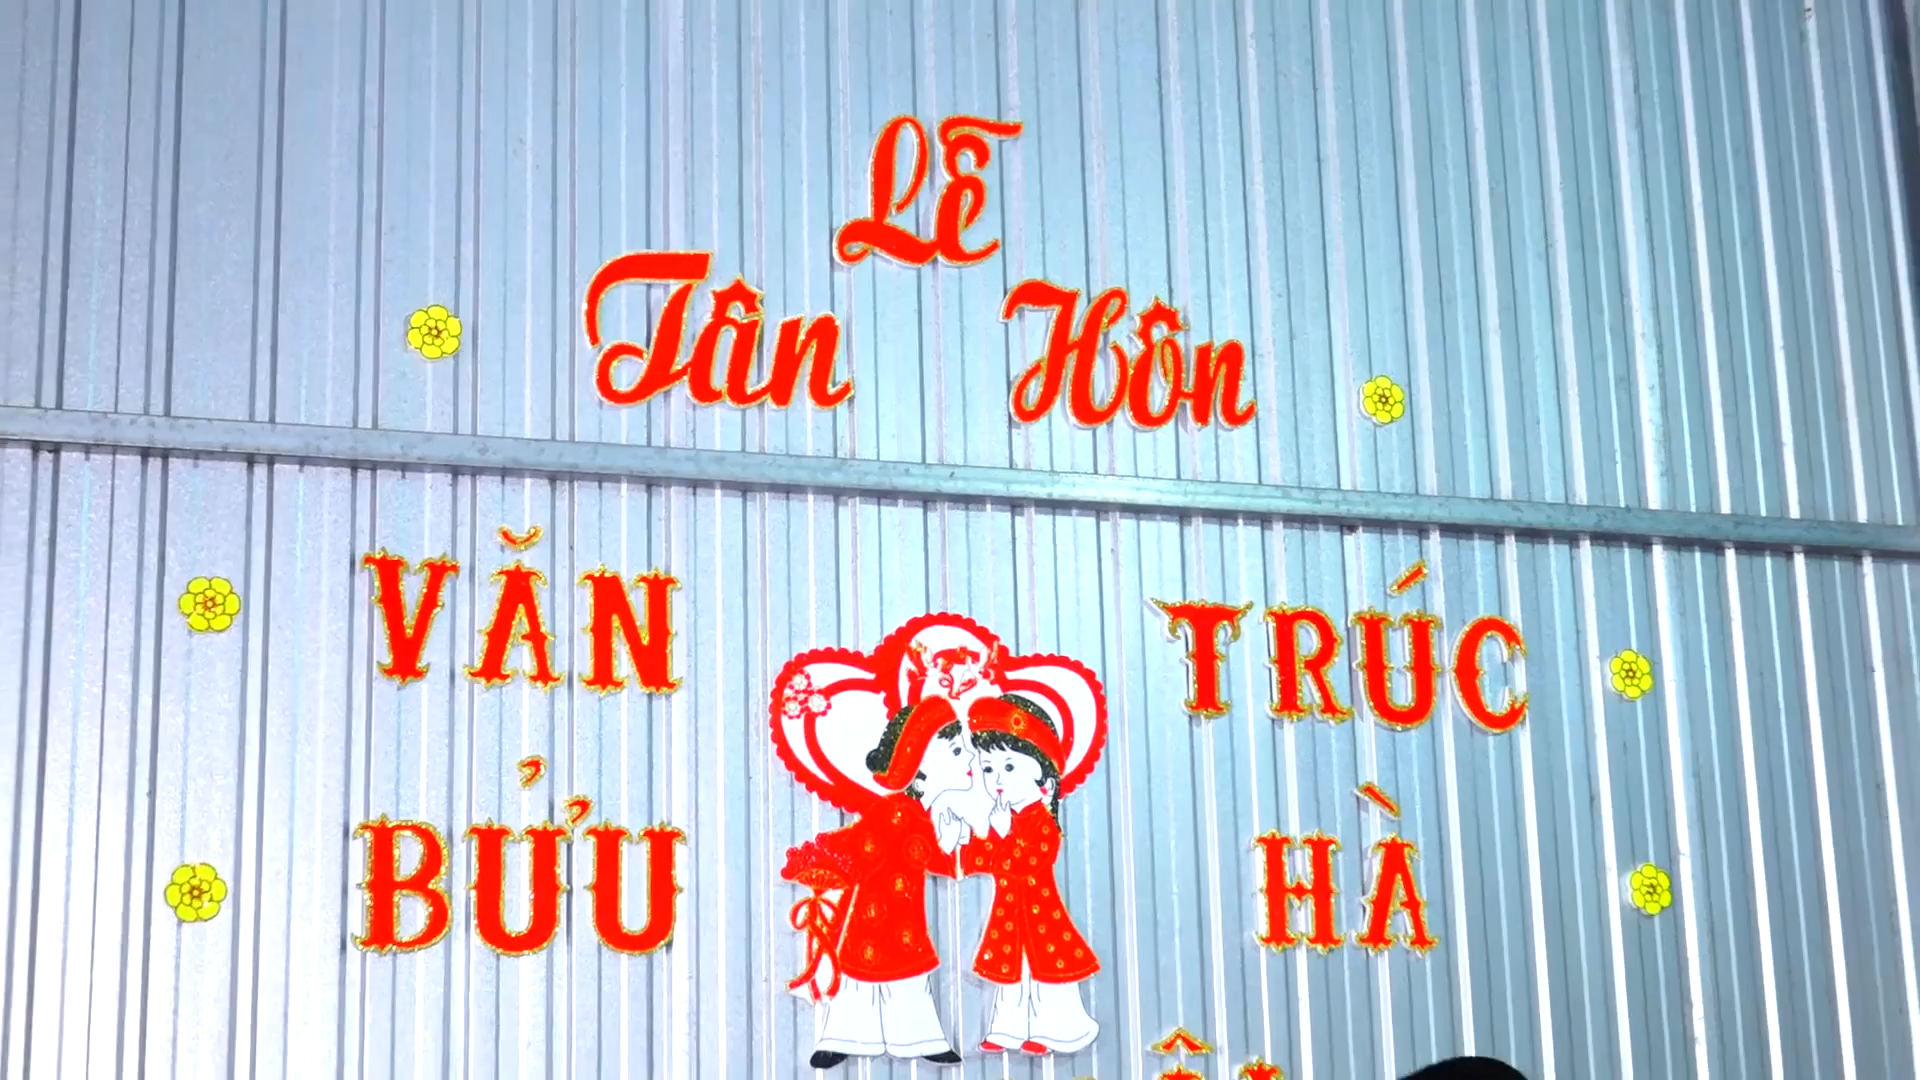 Lễ
Tân Hôn
VĂN
BỬU
TRÚC
HÀ